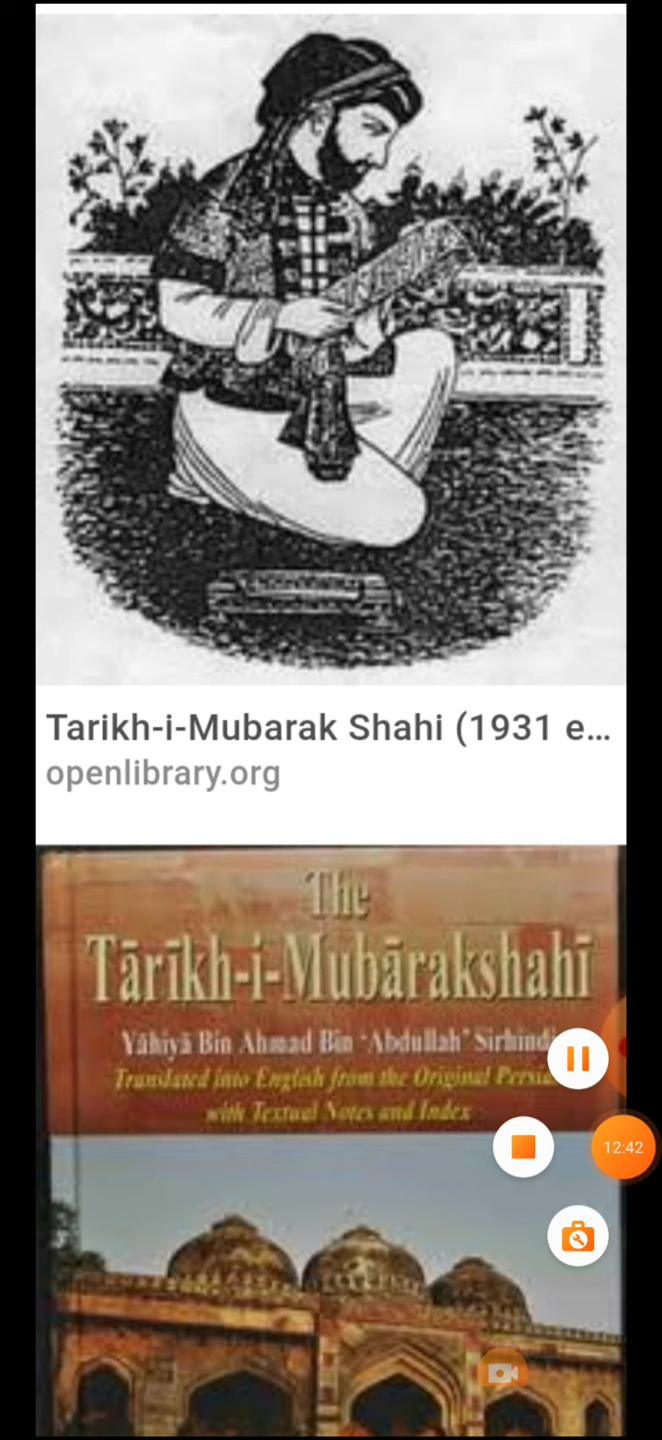 Tarikh-i-Mubarak Shahi (1931 e...
openlibrary.org
The
Tārīkh-i-Mubārakshahī
Yāhiyā Bin Ahmad Bin ‘Abdullah’ Sirhindi
Translated into English from the Original Persian
with Textual Notes and Index
12:42